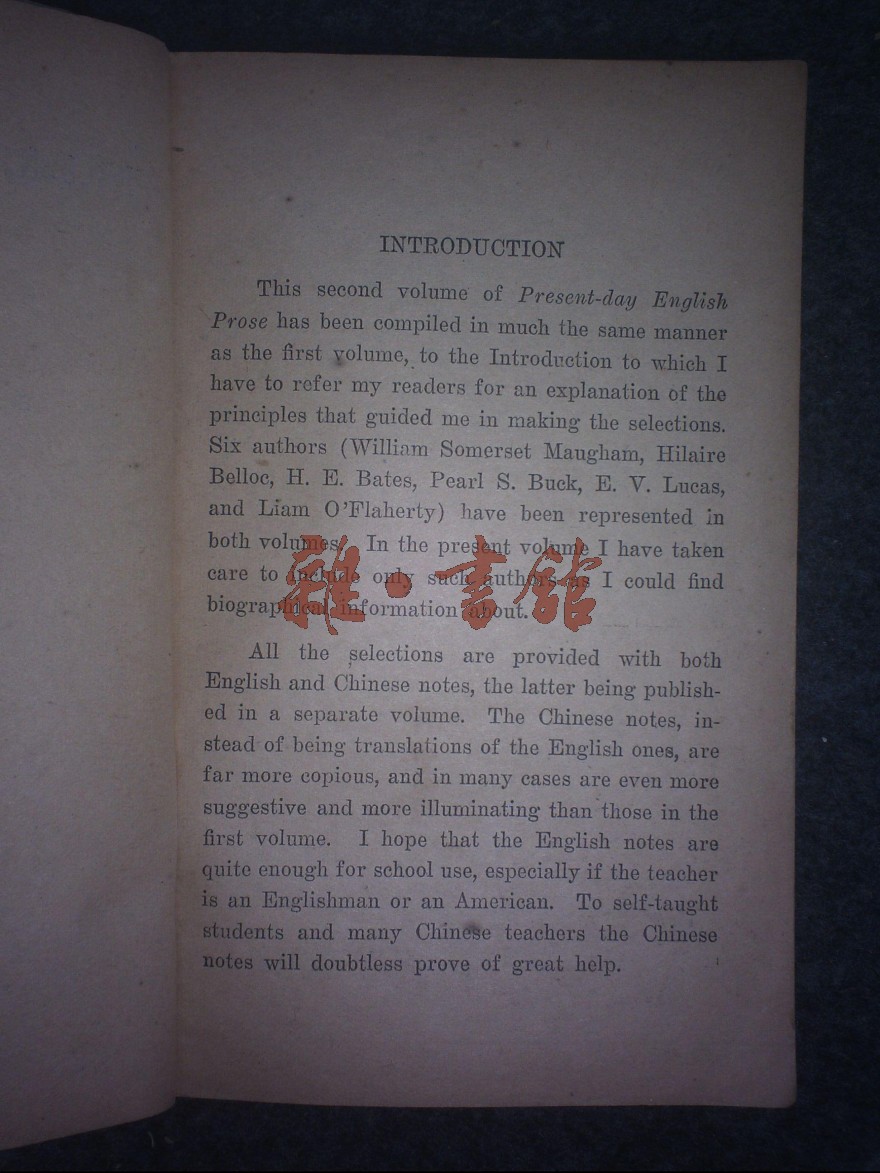 INTRODUCTION
This second volume of Present-day English
Prose has been compiled in much the same manner
as the first volume, to the Introduction to which I
have to refer my readers for an explanation of the
principles that guided me in making the selections.
Six authors (William Somerset Maugham, Hilaire
Belloc, H. E. Bates, Pearl S. Buck, E. V. Lucas,
and Liam O'Flaherty) have been represented in
both volumes. In the present volume I have taken
care to include only such authors as I could find
biographical information about.
雜·書館
All the selections are provided with both
English and Chinese notes, the latter being publish-
ed in a separate volume. The Chinese notes, in-
stead of being translations of the English ones, are
far more copious, and in many cases are even more
suggestive and more illuminating than those in the
first volume. I hope that the English notes are
quite enough for school use, especially if the teacher
is an Englishman or an American. To self-taught
students and many Chinese teachers the Chinese
notes will doubtless prove of great help.